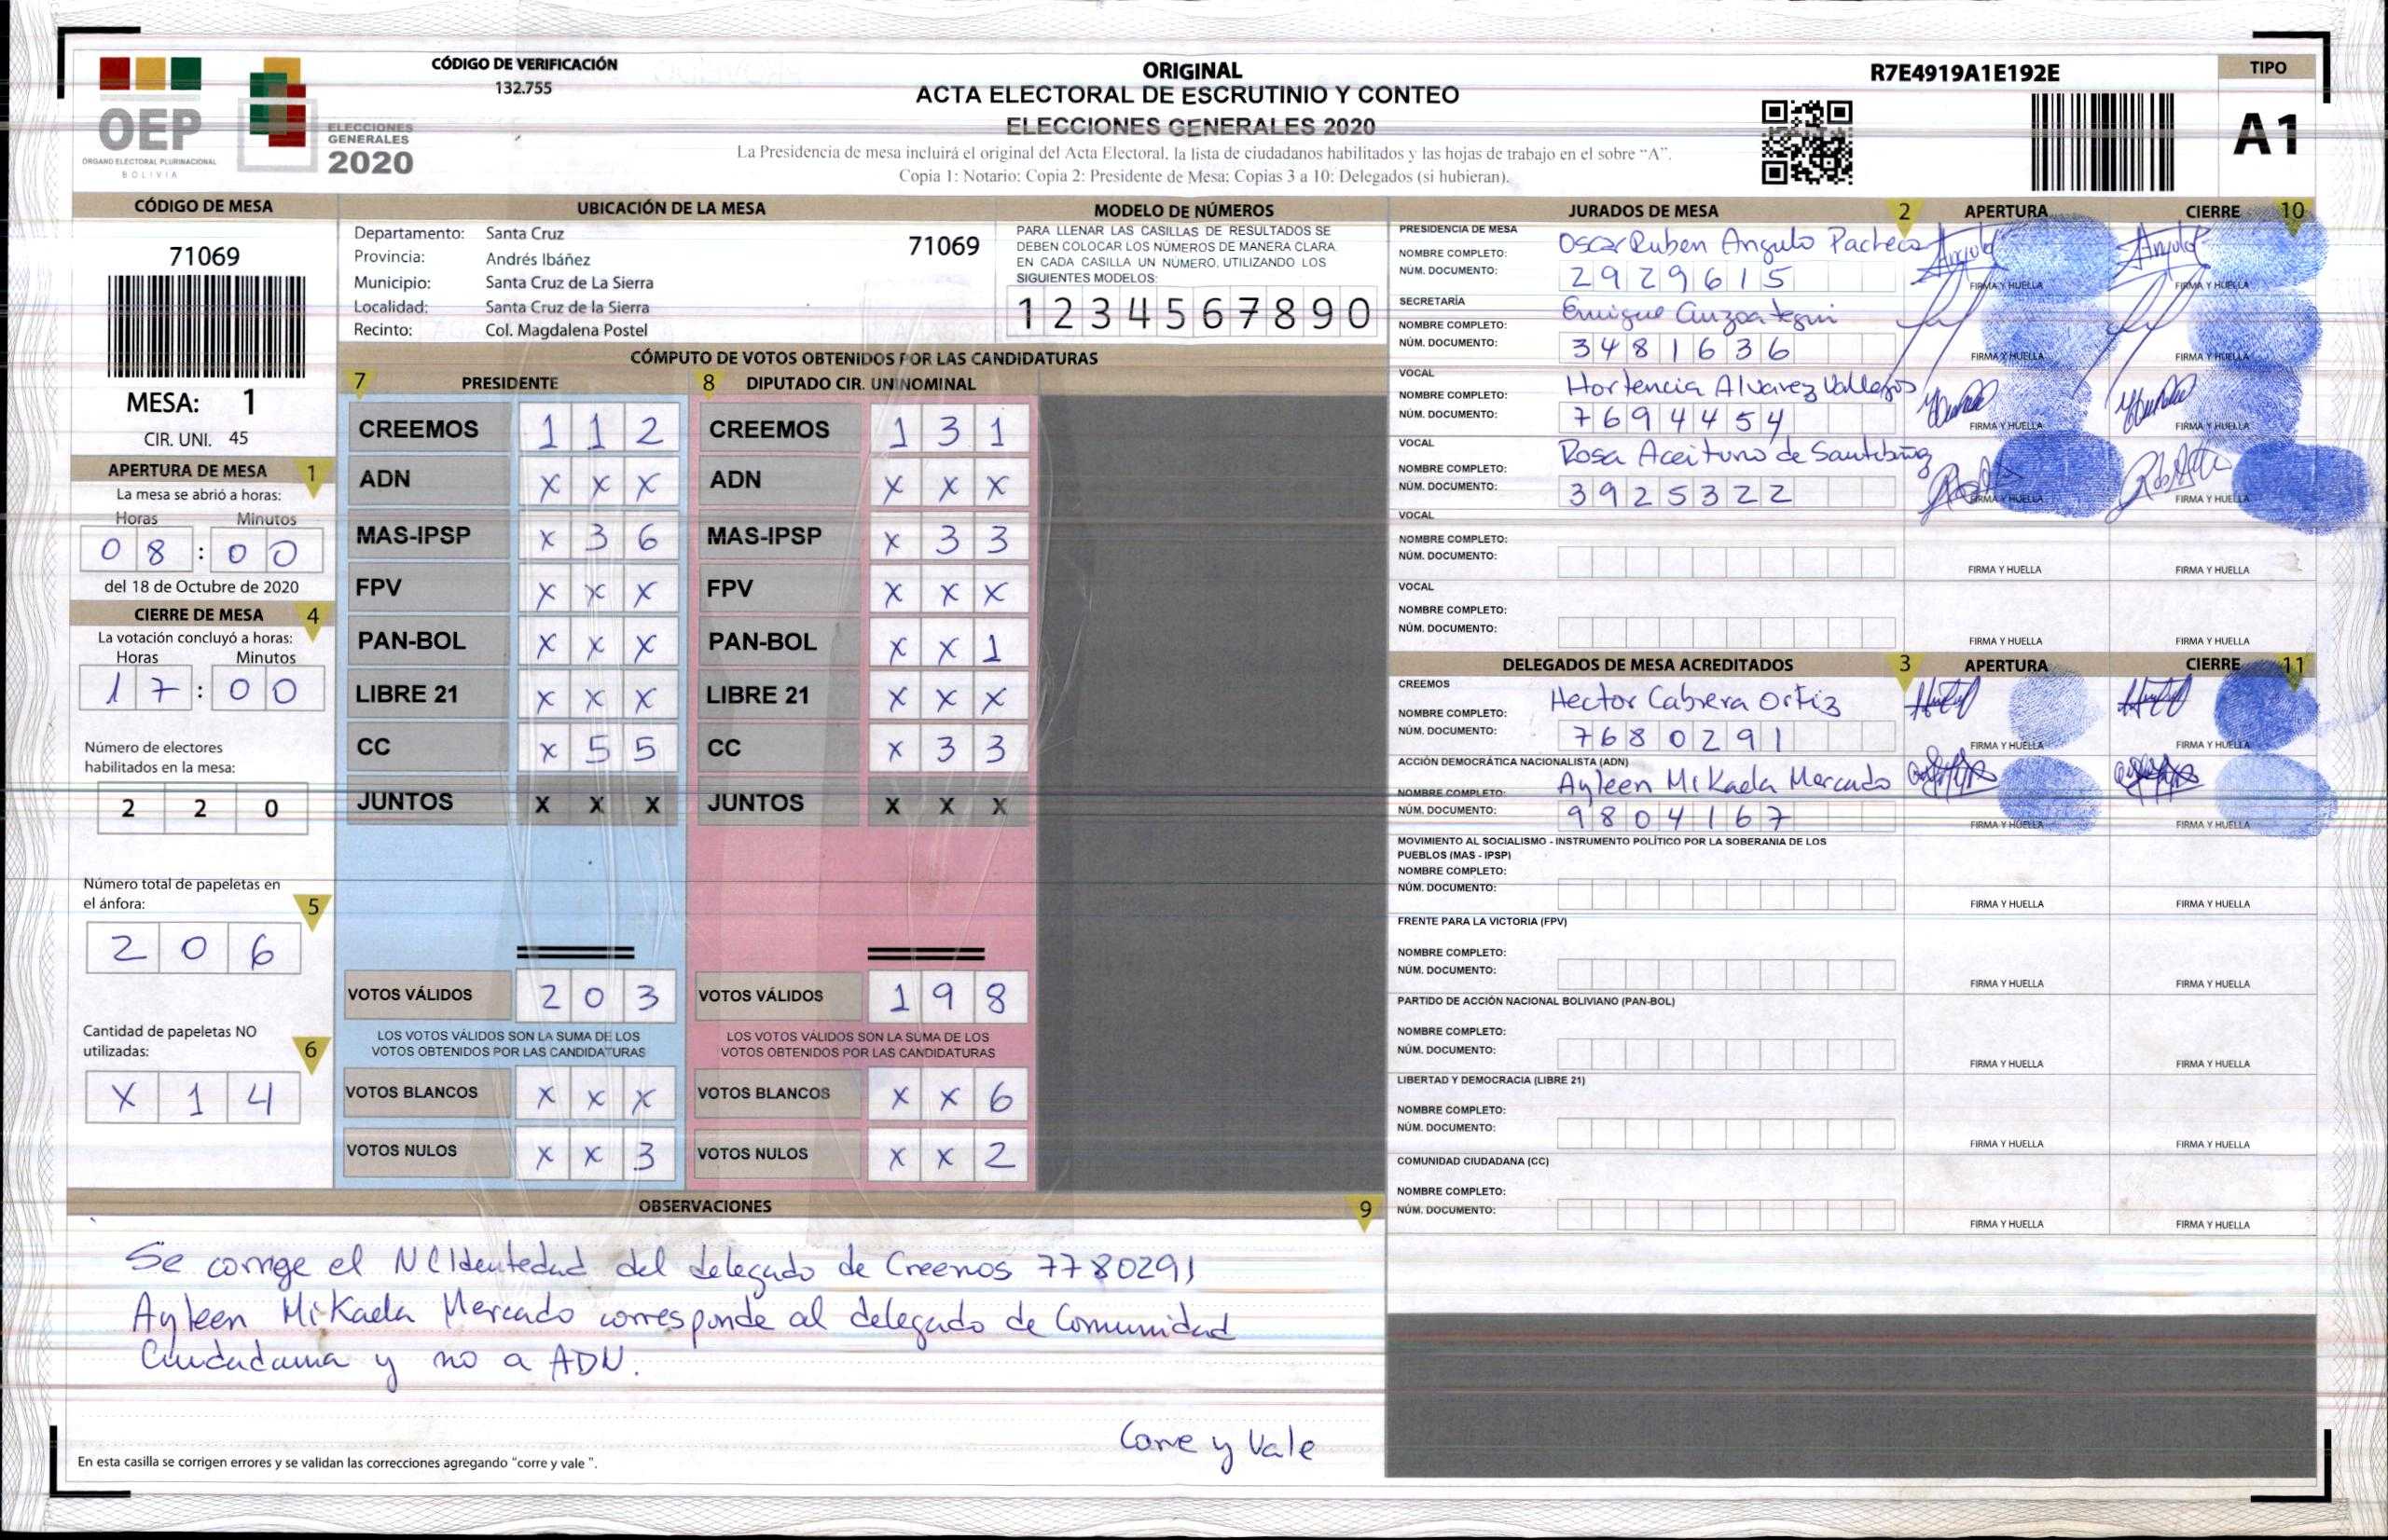 OEP
ÓRGANO ELECTORAL PLURINACIONAL
BOLIVIA
ELECCIONES
GENERALES
2020
CÓDIGO DE VERIFICACIÓN
132.755
ORIGINAL
ACTA ELECTORAL DE ESCRUTINIO Y CONTEO
ELECCIONES GENERALES 2020
La Presidencia de mesa incluirá el original del Acta Electoral, la lista de ciudadanos habilitados y las hojas de trabajo en el sobre “A”.
Copia 1: Notario: Copia 2: Presidente de Mesa; Copias 3 a 10: Delegados (si hubieran).
R7E4919A1E192E
TIPO
A1
CÓDIGO DE MESA
71069
MESA: 1
CIR. UNI. 45
APERTURA DE MESA 1
La mesa se abrió a horas:
Horas Minutos
08:00
del 18 de Octubre de 2020
CIERRE DE MESA 4
La votación concluyó a horas:
Horas Minutos
17:00
Número de electores
habilitados en la mesa:
2 2 0
Número total de papeletas en
el ánfora: 5
2 0 6
Cantidad de papeletas NO
utilizadas: 6
X 1 4
UBICACIÓN DE LA MESA
Departamento: Santa Cruz 71069
Provincia: Andrés Ibáñez
Municipio: Santa Cruz de La Sierra
Localidad: Santa Cruz de la Sierra
Recinto: Col. Magdalena Postel
MODELO DE NÚMEROS
PARA LLENAR LAS CASILLAS DE RESULTADOS SE
DEBEN COLOCAR LOS NÚMEROS DE MANERA CLARA.
EN CADA CASILLA UN NÚMERO, UTILIZANDO LOS
SIGUIENTES MODELOS:
1 2 3 4 5 6 7 8 9 0
CÓMPUTO DE VOTOS OBTENIDOS POR LAS CANDIDATURAS
7 PRESIDENTE 8 DIPUTADO CIR. UNINOMINAL
CREEMOS 1 1 2 CREEMOS 1 3 1
ADN X X X ADN X X X
MAS-IPSP X 3 6 MAS-IPSP X 3 3
FPV X X X FPV X X X
PAN-BOL X X X PAN-BOL X X 1
LIBRE 21 X X X LIBRE 21 X X X
CC X 5 5 CC X 3 3
JUNTOS X X X JUNTOS X X X
VOTOS VÁLIDOS 2 0 3 VOTOS VÁLIDOS 1 9 8
LOS VOTOS VÁLIDOS SON LA SUMA DE LOS LOS VOTOS VÁLIDOS SON LA SUMA DE LOS
VOTOS OBTENIDOS POR LAS CANDIDATURAS VOTOS OBTENIDOS POR LAS CANDIDATURAS
VOTOS BLANCOS X X X VOTOS BLANCOS X X 6
VOTOS NULOS X X 3 VOTOS NULOS X X 2
OBSERVACIONES 9
Se corrige el N CIdentedad del delegado de Creemos 7780291
Ayleen Mikaela Mercado corresponde al delegado de Comunidad
Ciudadana y no a ADN.
Corre y Vale
En esta casilla se corrigen errores y se validan las correcciones agregando “corre y vale ”.
JURADOS DE MESA 2 APERTURA CIERRE 10
PRESIDENCIA DE MESA
NOMBRE COMPLETO: Oscar Ruben Angulo Pacheco
NÚM. DOCUMENTO: 2929615
FIRMA Y HUELLA FIRMA Y HUELLA
SECRETARÍA
NOMBRE COMPLETO: Enrique Anzoategui
NÚM. DOCUMENTO: 3481636
FIRMA Y HUELLA FIRMA Y HUELLA
VOCAL
NOMBRE COMPLETO: Hortencia Alvarez Vallejos
NÚM. DOCUMENTO: 7694454
FIRMA Y HUELLA FIRMA Y HUELLA
VOCAL
NOMBRE COMPLETO: Rosa Aceituno de
NÚM. DOCUMENTO: 3925322
FIRMA Y HUELLA FIRMA Y HUELLA
VOCAL
NOMBRE COMPLETO:
NÚM. DOCUMENTO:
FIRMA Y HUELLA FIRMA Y HUELLA
VOCAL
NOMBRE COMPLETO:
NÚM. DOCUMENTO:
FIRMA Y HUELLA FIRMA Y HUELLA
DELEGADOS DE MESA ACREDITADOS 3 APERTURA CIERRE 11
CREEMOS
NOMBRE COMPLETO: Hector Cabrera Ortiz
NÚM. DOCUMENTO: 7680291
FIRMA Y HUELLA FIRMA Y HUELLA
ACCIÓN DEMOCRÁTICA NACIONALISTA (ADN)
NOMBRE COMPLETO: Ayleen Mikaela Mercado
NÚM. DOCUMENTO: 9804167
FIRMA Y HUELLA FIRMA Y HUELLA
MOVIMIENTO AL SOCIALISMO - INSTRUMENTO POLÍTICO POR LA SOBERANIA DE LOS
PUEBLOS (MAS - IPSP)
NOMBRE COMPLETO:
NÚM. DOCUMENTO:
FIRMA Y HUELLA FIRMA Y HUELLA
FRENTE PARA LA VICTORIA (FPV)
NOMBRE COMPLETO:
NÚM. DOCUMENTO:
FIRMA Y HUELLA FIRMA Y HUELLA
PARTIDO DE ACCIÓN NACIONAL BOLIVIANO (PAN-BOL)
NOMBRE COMPLETO:
NÚM. DOCUMENTO:
FIRMA Y HUELLA FIRMA Y HUELLA
LIBERTAD Y DEMOCRACIA (LIBRE 21)
NOMBRE COMPLETO:
NÚM. DOCUMENTO:
FIRMA Y HUELLA FIRMA Y HUELLA
COMUNIDAD CIUDADANA (CC)
NOMBRE COMPLETO:
NÚM. DOCUMENTO:
FIRMA Y HUELLA FIRMA Y HUELLA